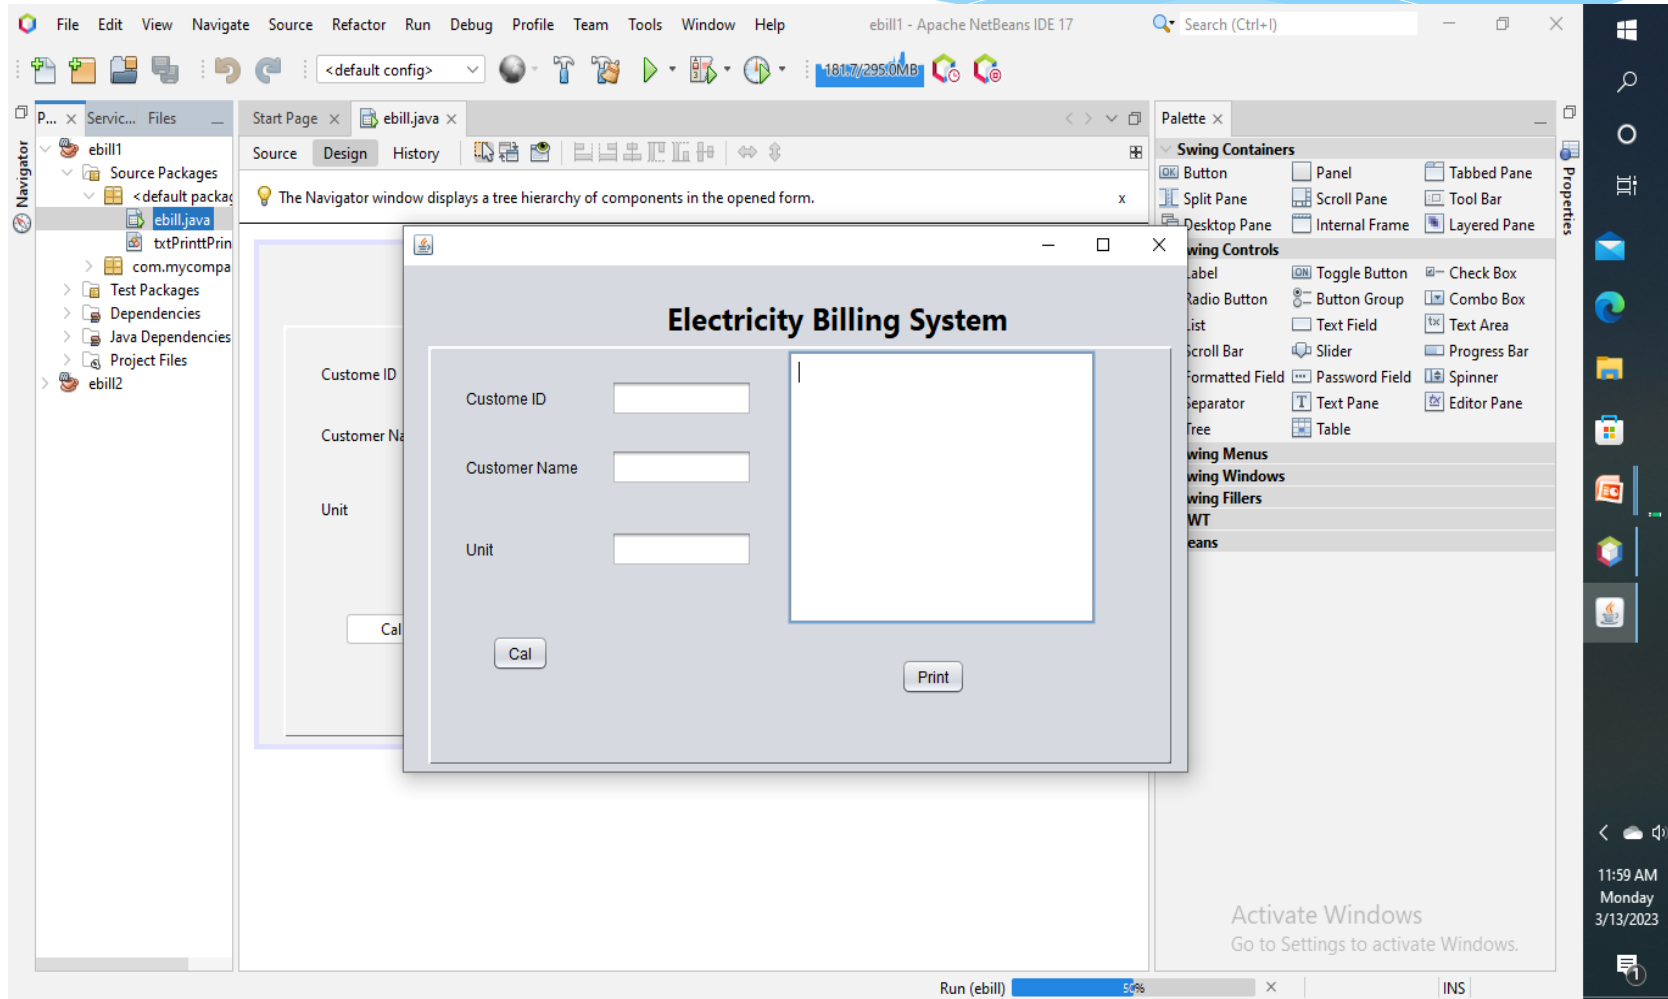 File Edit View Navigate Source Refactor Run Debug Profile Team Tools Window Help ebill1 - Apache NetBeans IDE 17 Search (Ctrl+I)
<default config> 181.7/295.0MB
P... Servic... Files
Start Page ebill.java
Palette
Navigator
ebill1
Source Packages
<default packag
ebill.java
txtPrinttPrin
com.mycompa
Test Packages
Dependencies
Java Dependencies
Project Files
ebill2
Source Design History
The Navigator window displays a tree hierarchy of components in the opened form. x
Custome ID
Customer Na
Unit
Cal
Electricity Billing System
Custome ID
Customer Name
Unit
Cal
Print
Swing Containers
OK Button Panel Tabbed Pane
Split Pane Scroll Pane Tool Bar
Desktop Pane Internal Frame Layered Pane
wing Controls
abel ON Toggle Button Check Box
Radio Button Button Group Combo Box
ist Text Field Text Area
Scroll Bar Slider Progress Bar
Formatted Field Password Field Spinner
Separator Text Pane Editor Pane
Tree Table
wing Menus
wing Windows
wing Fillers
WT
eans
Properties
Activate Windows
Go to Settings to activate Windows.
11:59 AM
Monday
3/13/2023
1
Run (ebill) 50% INS